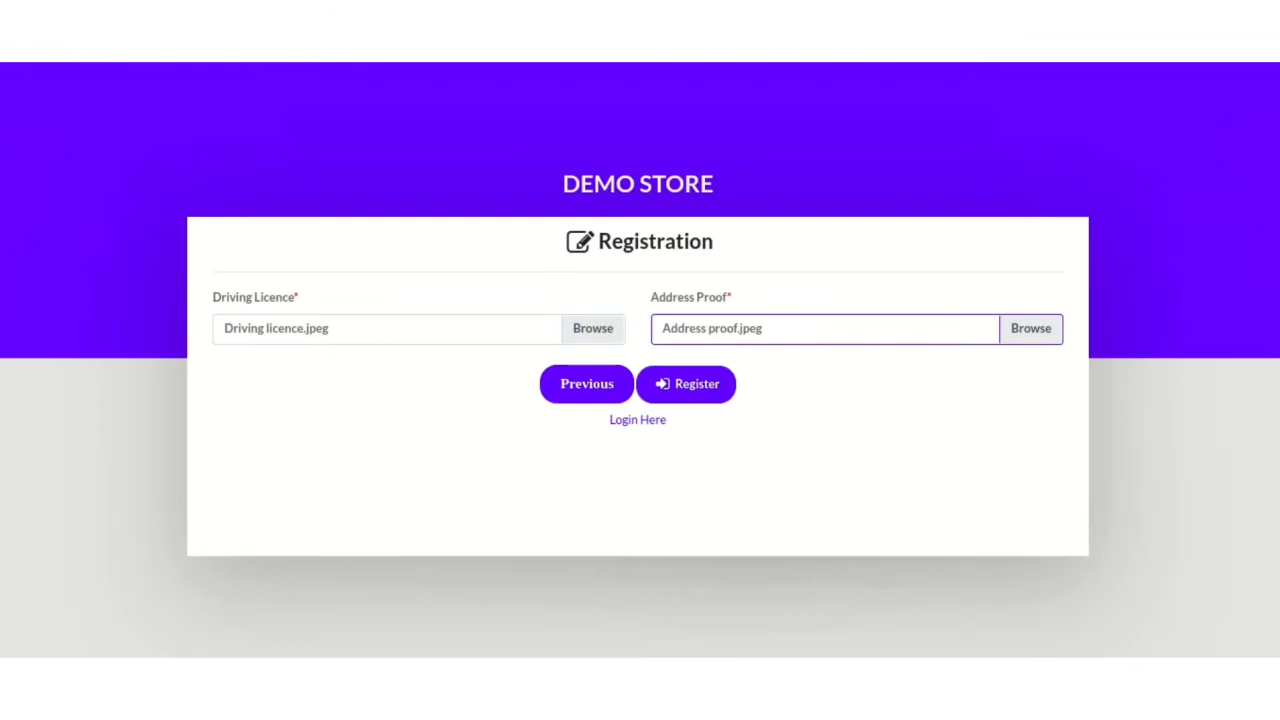 DEMO STORE
Registration
Driving Licence* Address Proof*
Driving licence.jpeg Browse Address proof.jpeg Browse
Previous Register
Login Here